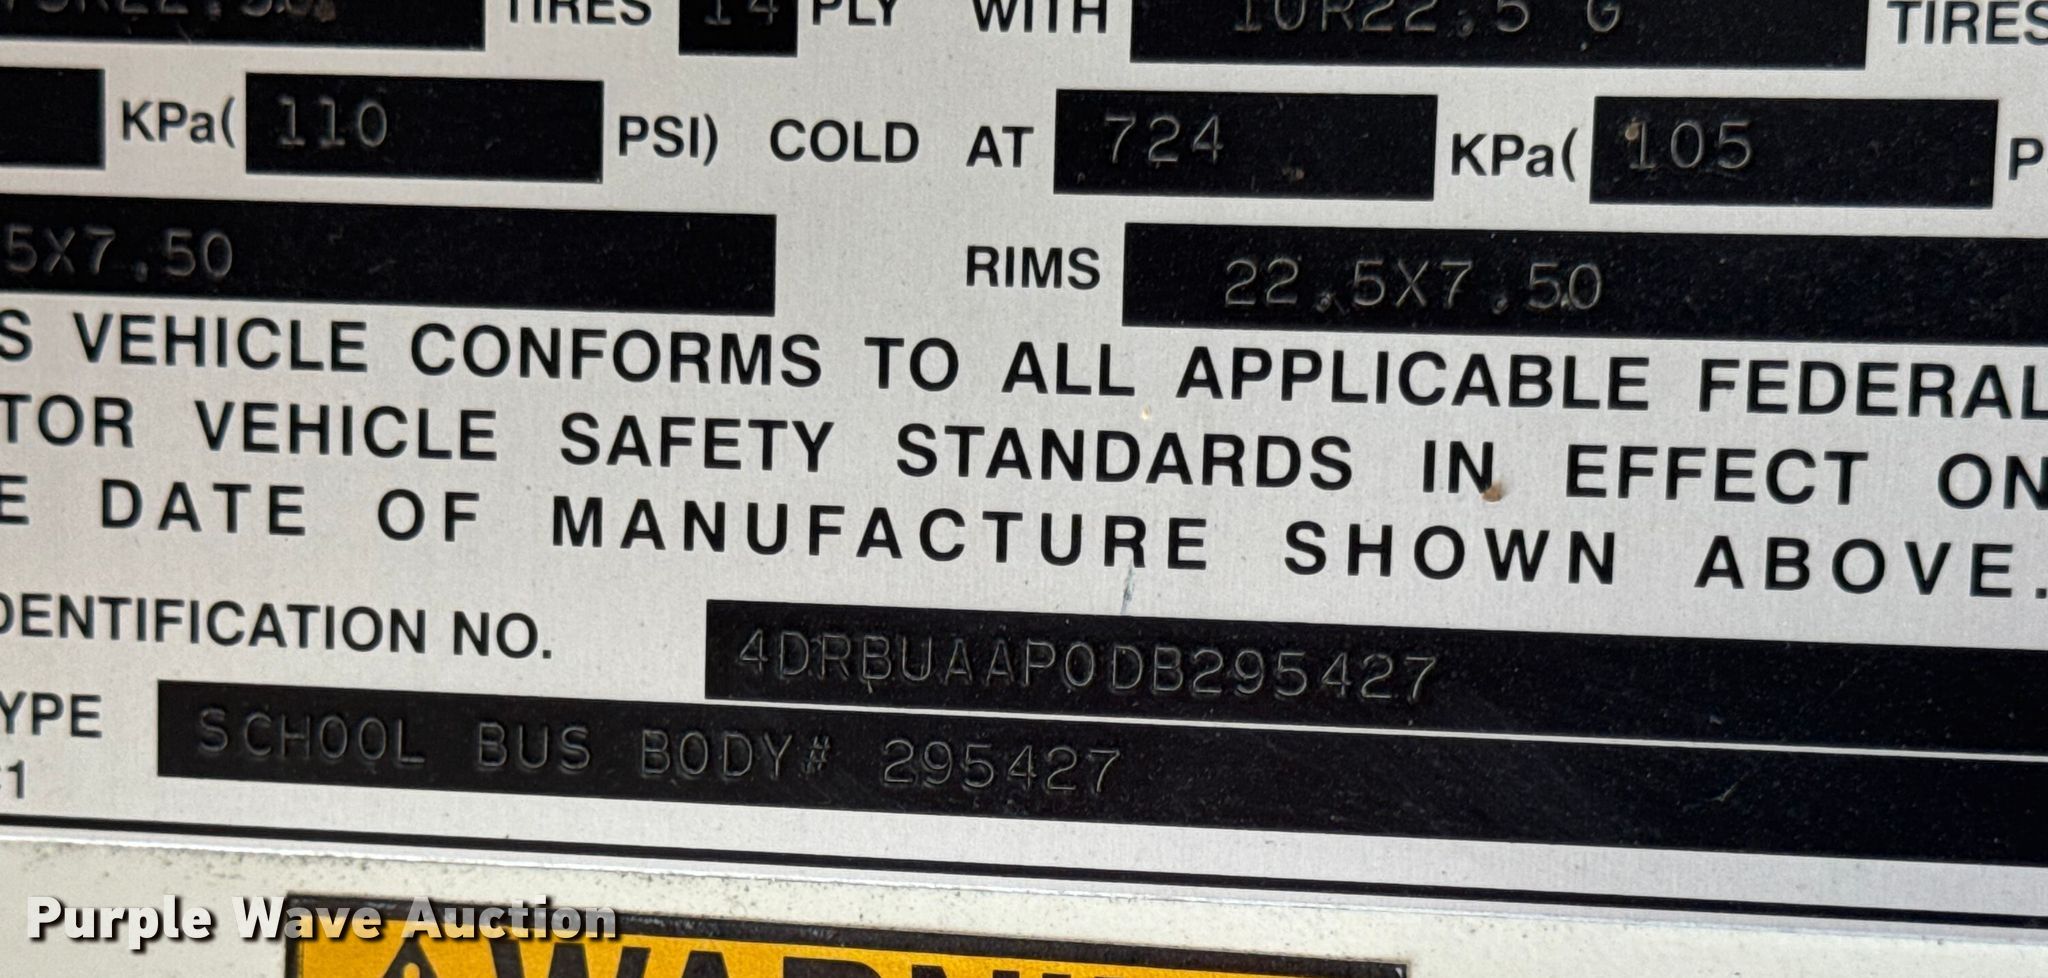 TIRES 14 PLY WITH 10R22.5 G TIRES
KPa( 110 PSI) COLD AT 724 KPa( 105 P
5X7.50 RIMS 22.5X7.50
S VEHICLE CONFORMS TO ALL APPLICABLE FEDERAL
TOR VEHICLE SAFETY STANDARDS IN EFFECT ON
E DATE OF MANUFACTURE SHOWN ABOVE.
DENTIFICATION NO. 4DRBUAAP0DB295427
YPE SCHOOL BUS BODY# 295427
Purple Wave Auction
WARNING